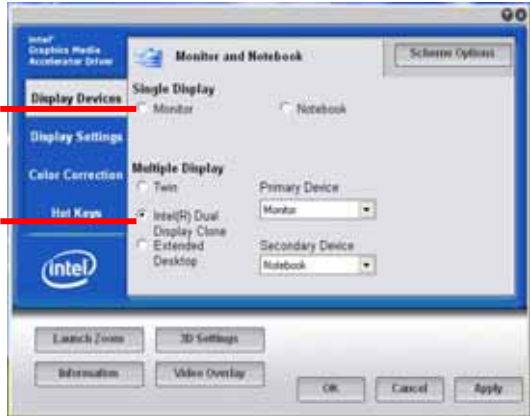 Intel®
Graphics Media
Accelerator Driver
Monitor and Notebook
Scheme Options
Display Devices
Single Display
Monitor
Notebook
Display Settings
Color Correction
Multiple Display
Twin
Primary Device
Hot Keys
Intel(R) Dual
Display Clone
Monitor
Extended
Desktop
Secondary Device
Notebook
intel
Launch Zoom
3D Settings
Information
Video Overlay
OK
Cancel
Apply